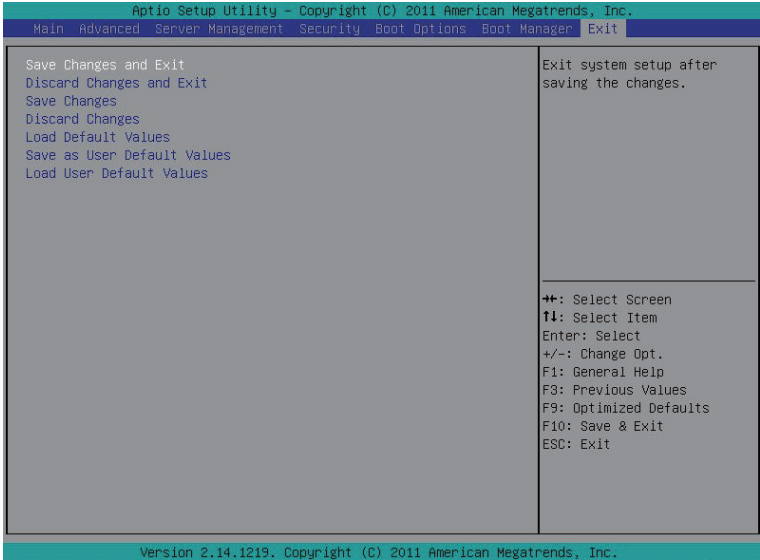 Aptio Setup Utility – Copyright (C) 2011 American Megatrends, Inc.
Main Advanced Server Management Security Boot Options Boot Manager Exit
Save Changes and Exit
Discard Changes and Exit
Save Changes
Discard Changes
Load Default Values
Save as User Default Values
Load User Default Values
Exit system setup after
saving the changes.
→←: Select Screen
↑↓: Select Item
Enter: Select
+/-: Change Opt.
F1: General Help
F3: Previous Values
F9: Optimized Defaults
F10: Save & Exit
ESC: Exit
Version 2.14.1219. Copyright (C) 2011 American Megatrends, Inc.